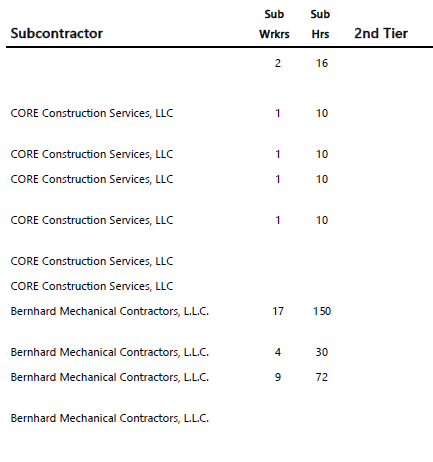 Sub Sub
Subcontractor Wrkrs Hrs 2nd Tier
2 16
CORE Construction Services, LLC 1 10
CORE Construction Services, LLC 1 10
CORE Construction Services, LLC 1 10
CORE Construction Services, LLC 1 10
CORE Construction Services, LLC
CORE Construction Services, LLC
Bernhard Mechanical Contractors, L.L.C. 17 150
Bernhard Mechanical Contractors, L.L.C. 4 30
Bernhard Mechanical Contractors, L.L.C. 9 72
Bernhard Mechanical Contractors, L.L.C.